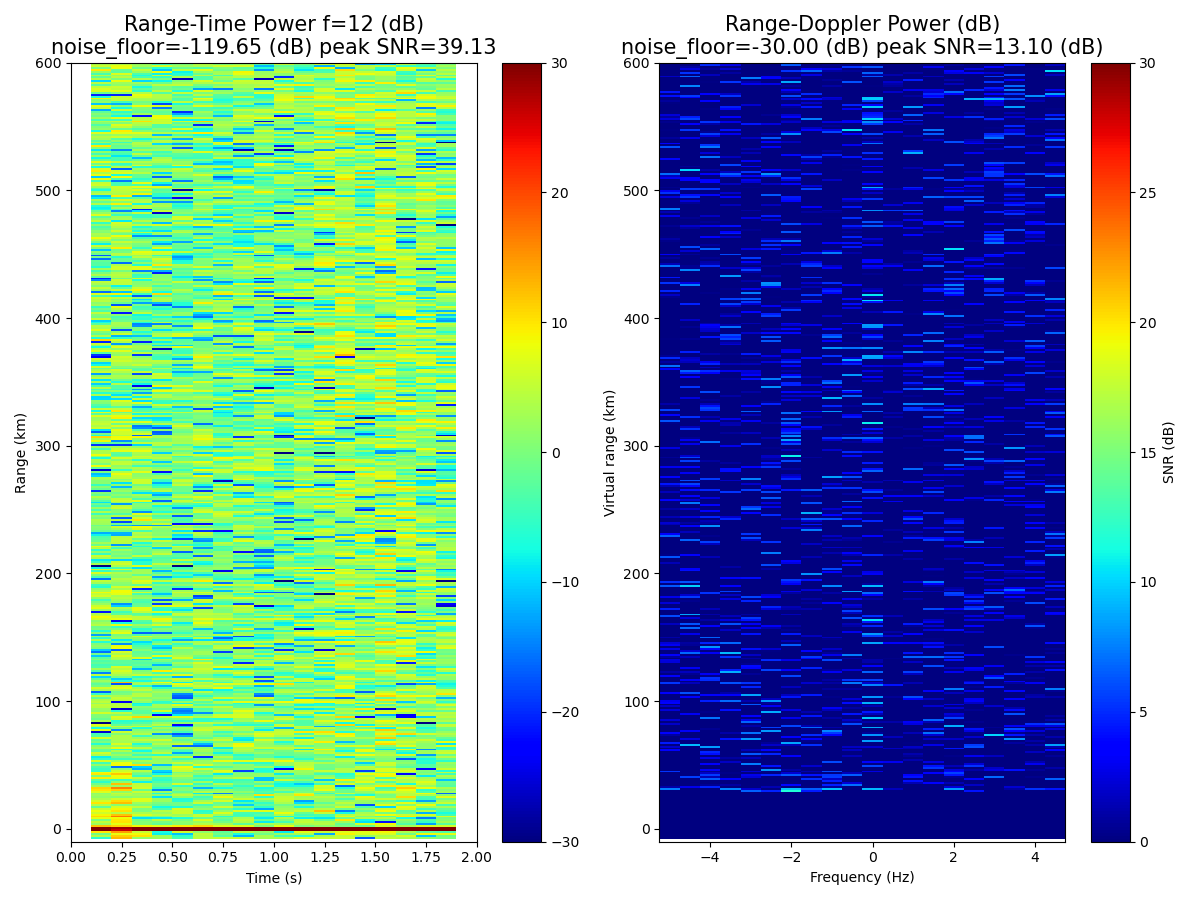 Range-Time Power f=12 (dB)
noise_floor=-119.65 (dB) peak SNR=39.13
Range-Doppler Power (dB)
noise_floor=-30.00 (dB) peak SNR=13.10 (dB)
600
500
400
300
200
100
0
Range (km)
0.00 0.25 0.50 0.75 1.00 1.25 1.50 1.75 2.00
Time (s)
30
20
10
0
−10
−20
−30
600
500
400
300
200
100
0
Virtual range (km)
−4 −2 0 2 4
Frequency (Hz)
30
25
20
15
10
5
0
SNR (dB)